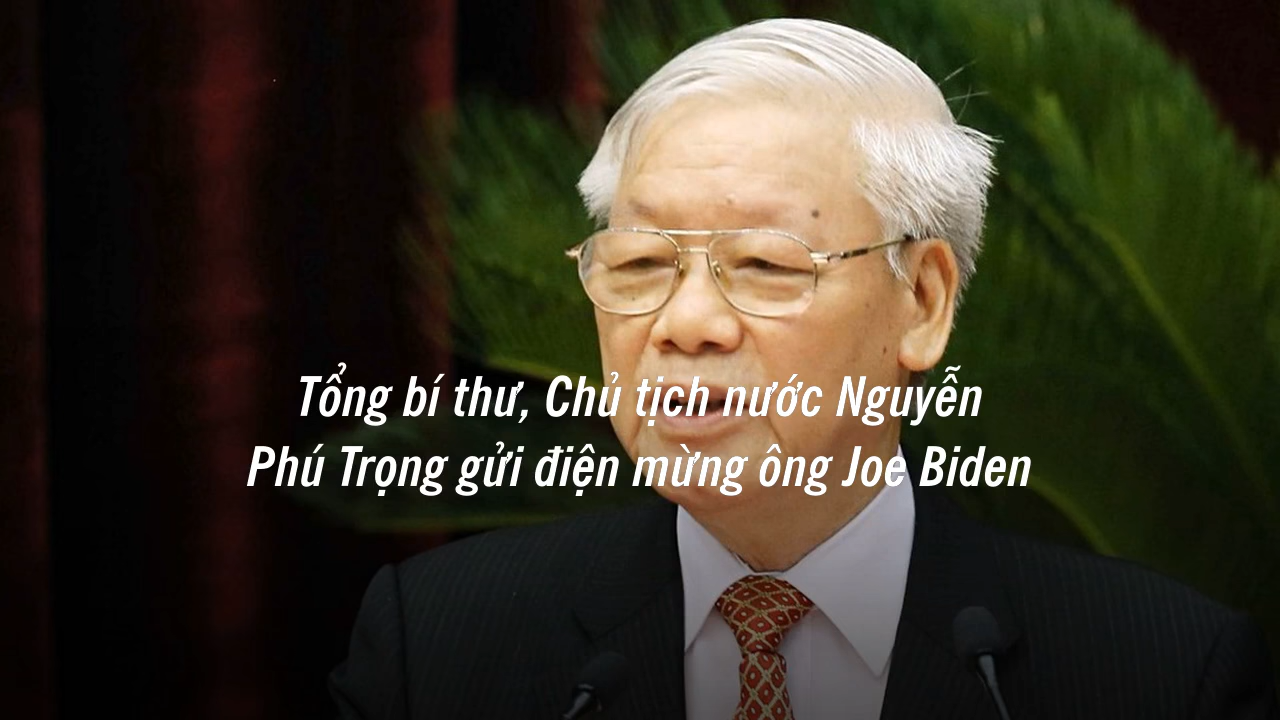 Tổng bí thư, Chủ tịch nước Nguyễn
Phú Trọng gửi điện mừng ông Joe Biden